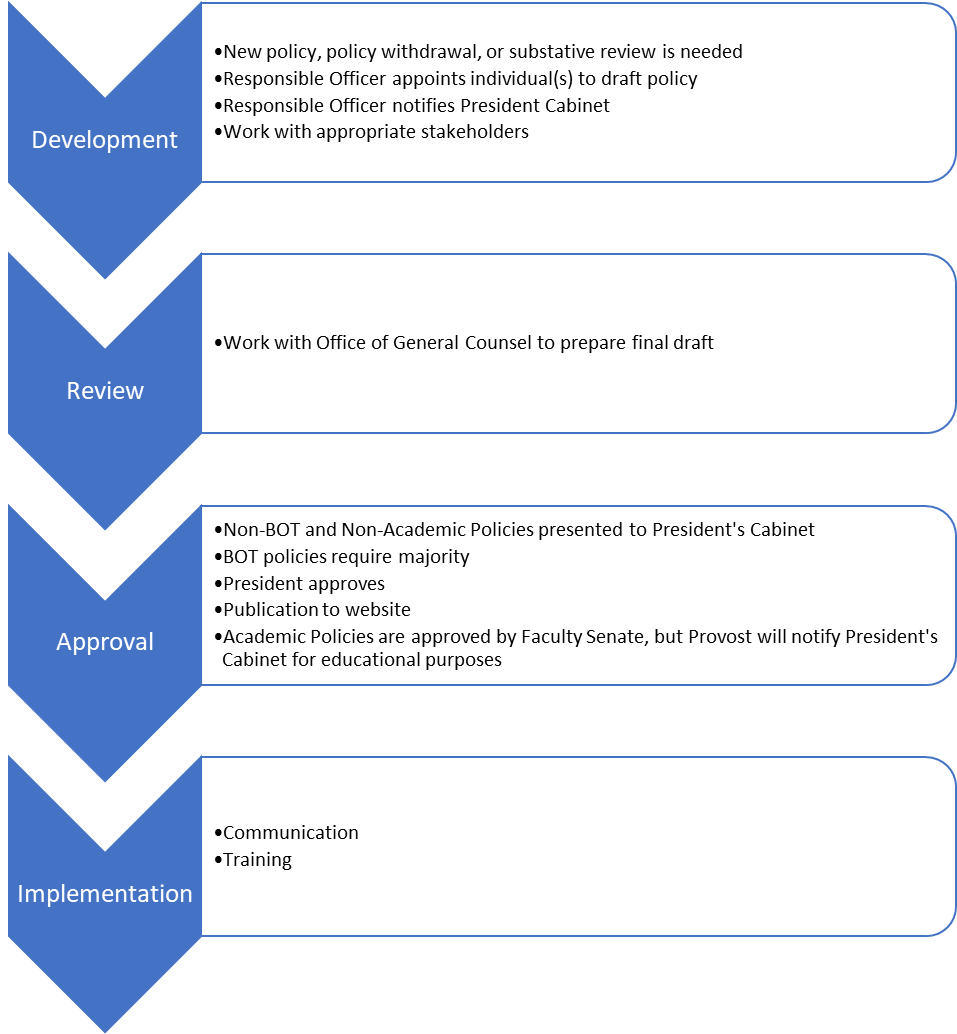 Development
•New policy, policy withdrawal, or substative review is needed
•Responsible Officer appoints individual(s) to draft policy
•Responsible Officer notifies President Cabinet
•Work with appropriate stakeholders
Review
•Work with Office of General Counsel to prepare final draft
Approval
•Non-BOT and Non-Academic Policies presented to President's Cabinet
•BOT policies require majority
•President approves
•Publication to website
•Academic Policies are approved by Faculty Senate, but Provost will notify President's
Cabinet for educational purposes
Implementation
•Communication
•Training